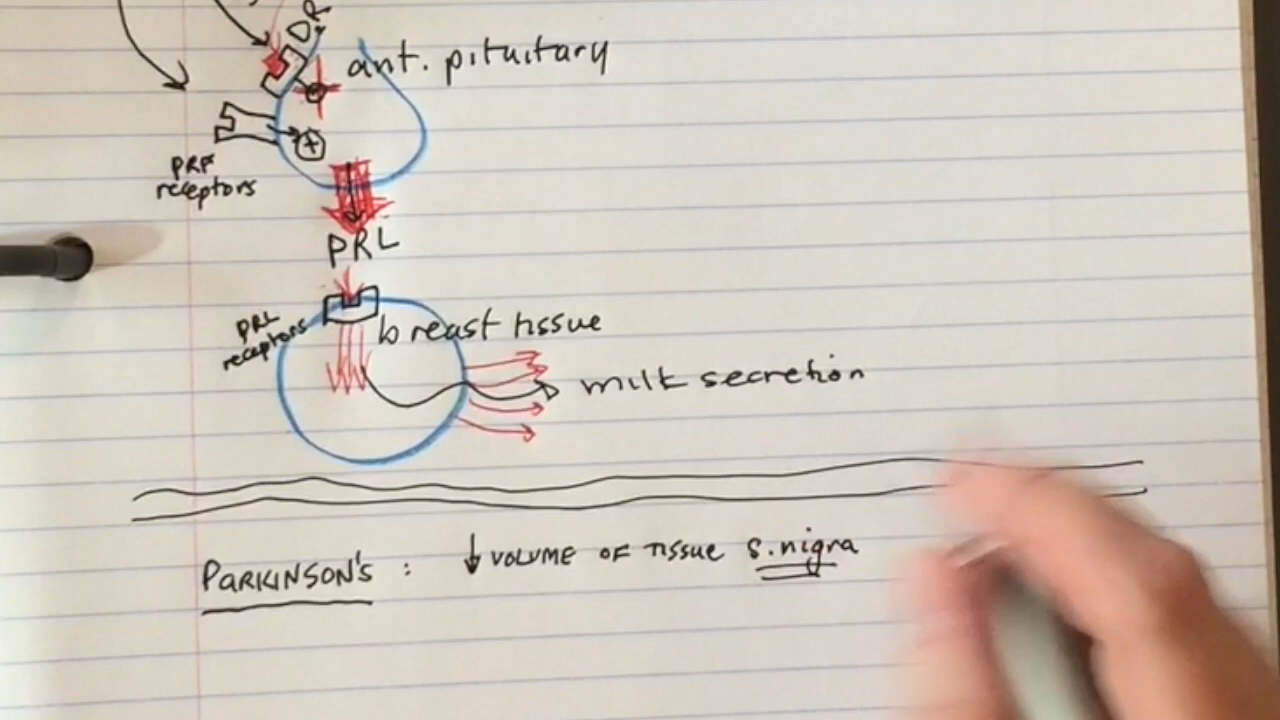 D.R
ant. pituitary
+
PRF
receptors
PRL
PRL
receptors
breast tissue
milk secretion
PARKINSON'S : ↓ VOLUME OF TISSUE S.nigra